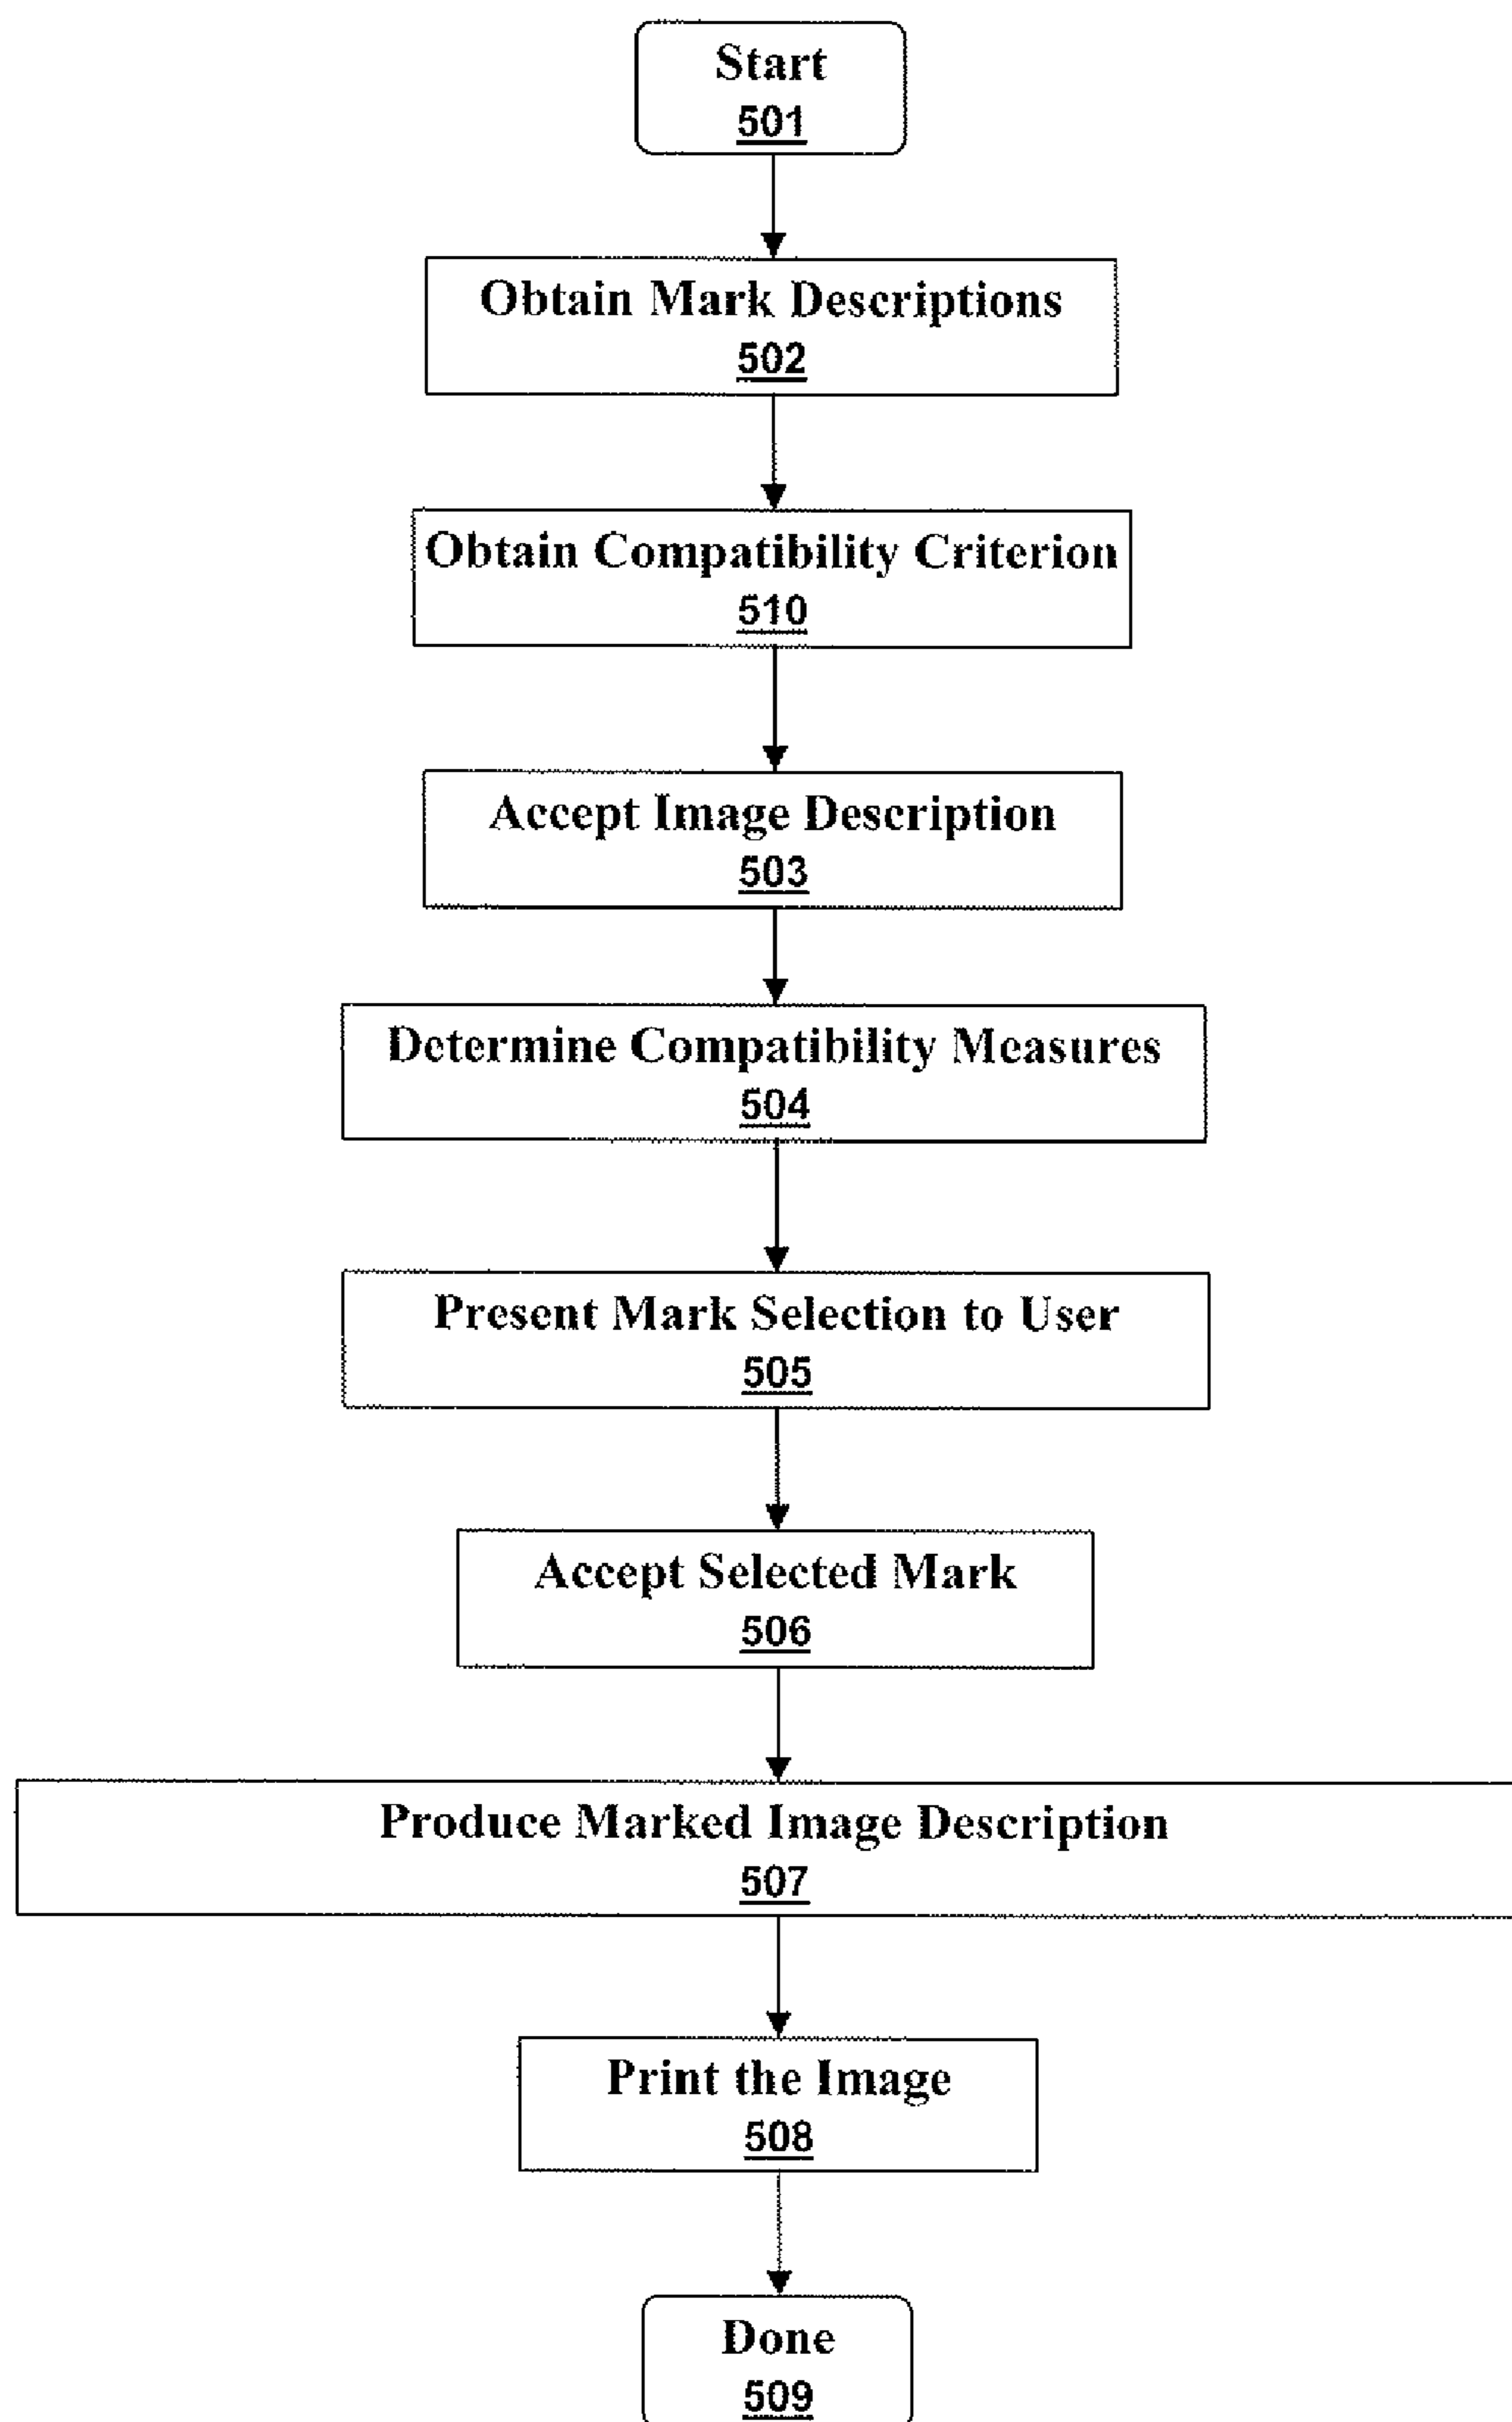 Start
501
Obtain Mark Descriptions
502
Obtain Compatibility Criterion
510
Accept Image Description
503
Determine Compatibility Measures
504
Present Mark Selection to User
505
Accept Selected Mark
506
Produce Marked Image Description
507
Print the Image
508
Done
509